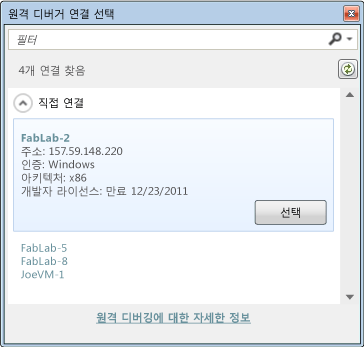 원격 디버거 연결 선택
필터
4개 연결 찾음
직접 연결
FabLab-2
주소: 157.59.148.220
인증: Windows
아키텍처: x86
개발자 라이선스: 만료 12/23/2011
선택
FabLab-5
FabLab-8
JoeVM-1
원격 디버깅에 대한 자세한 정보